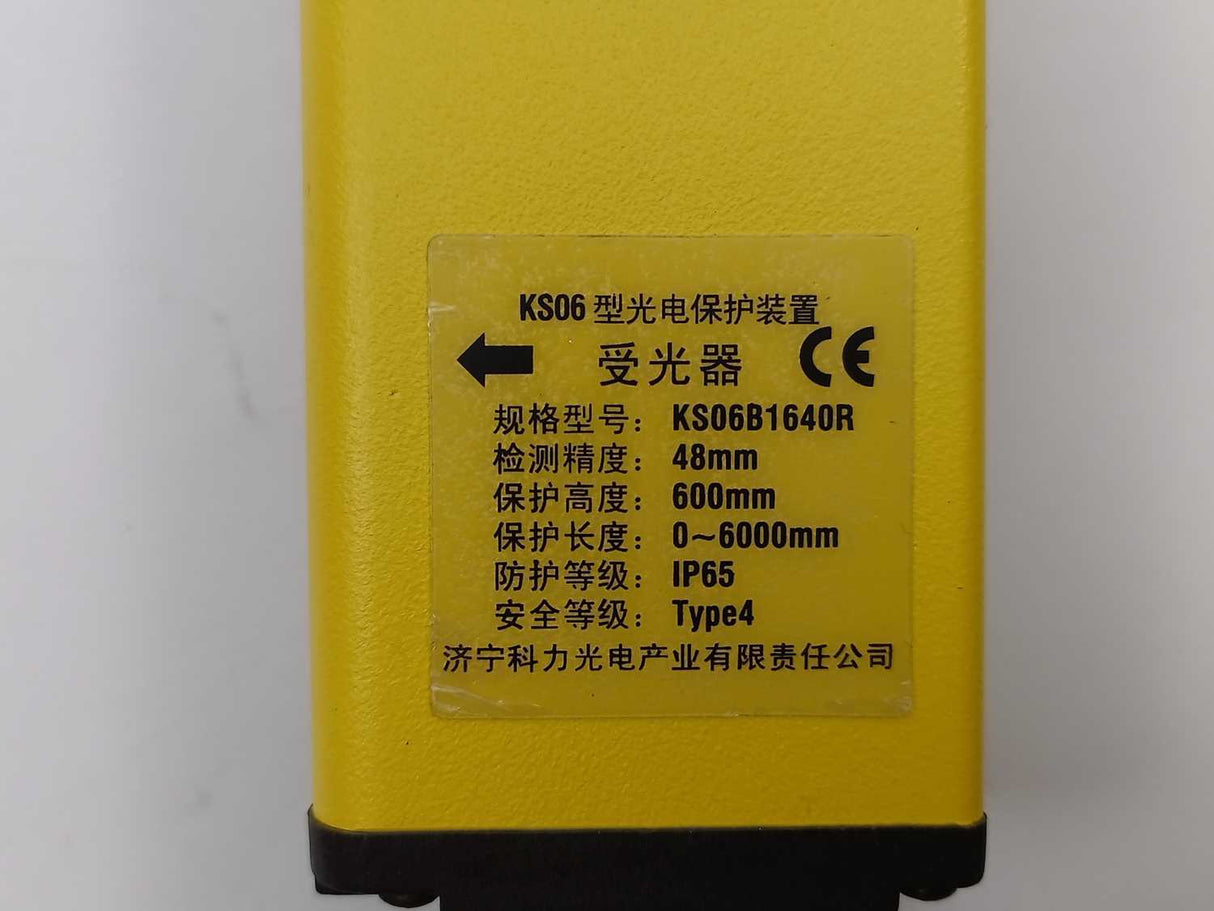 KS06 型光电保护装置
受光器 CE
规格型号： KS06B1640R
检测精度： 48mm
保护高度： 600mm
保护长度： 0~6000mm
防护等级： IP65
安全等级： Type4
济宁科力光电产业有限责任公司